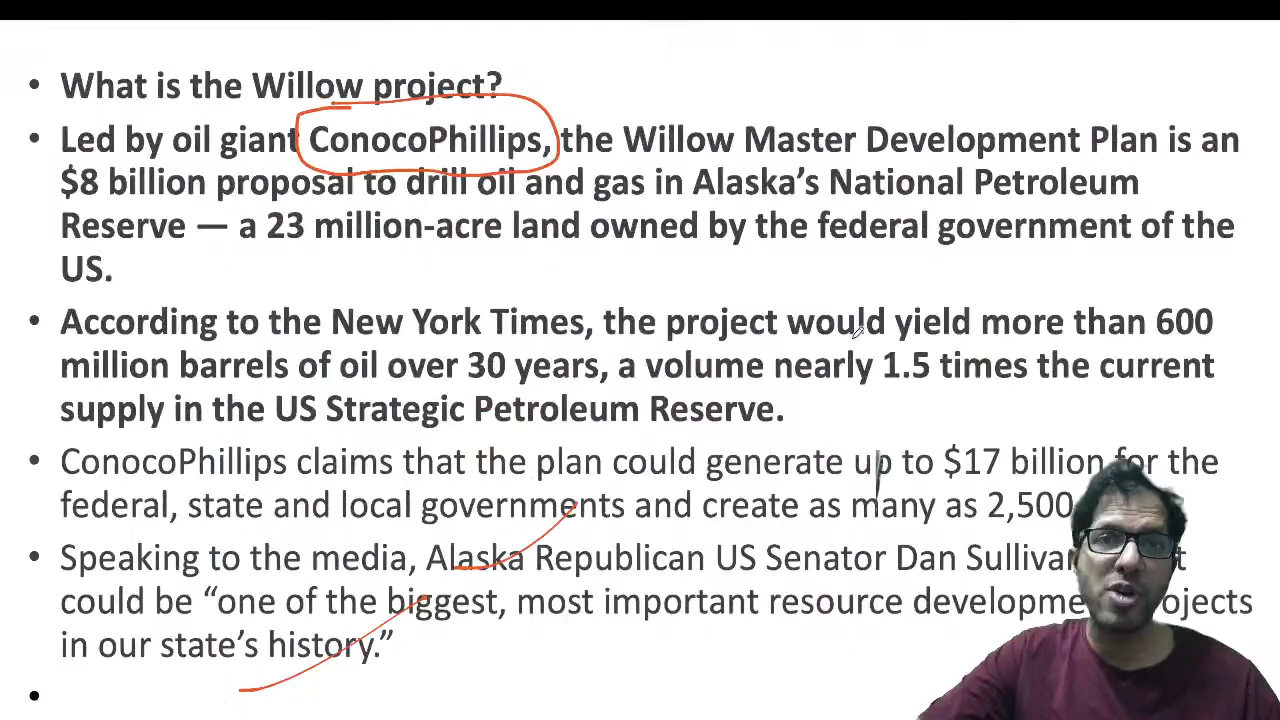 • What is the Willow project?
• Led by oil giant ConocoPhillips, the Willow Master Development Plan is an
$8 billion proposal to drill oil and gas in Alaska’s National Petroleum
Reserve — a 23 million-acre land owned by the federal government of the
US.
• According to the New York Times, the project would yield more than 600
million barrels of oil over 30 years, a volume nearly 1.5 times the current
supply in the US Strategic Petroleum Reserve.
• ConocoPhillips claims that the plan could generate up to $17 billion for the
federal, state and local governments and create as many as 2,500
• Speaking to the media, Alaska Republican US Senator Dan Sullivan
could be “one of the biggest, most important resource development
in our state’s history.”
•